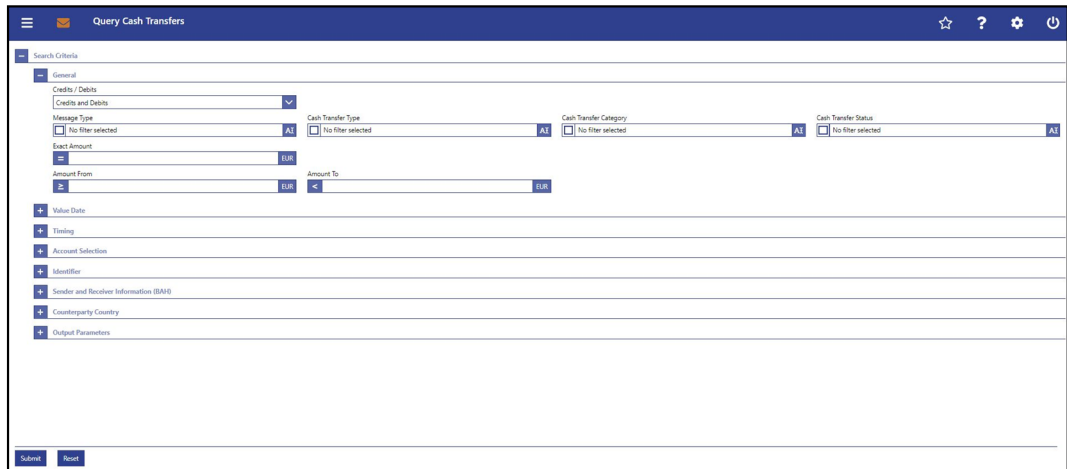 Query Cash Transfers
?
− Search Criteria
− General
Credits / Debits
Credits and Debits
Message Type Cash Transfer Type Cash Transfer Category Cash Transfer Status
No filter selected AI No filter selected AI No filter selected AI No filter selected AI
Exact Amount
= EUR
Amount From Amount To
≥ EUR < EUR
+ Value Date
+ Timing
+ Account Selection
+ Identifier
+ Sender and Receiver Information (BAH)
+ Counterparty Country
+ Output Parameters
Submit Reset